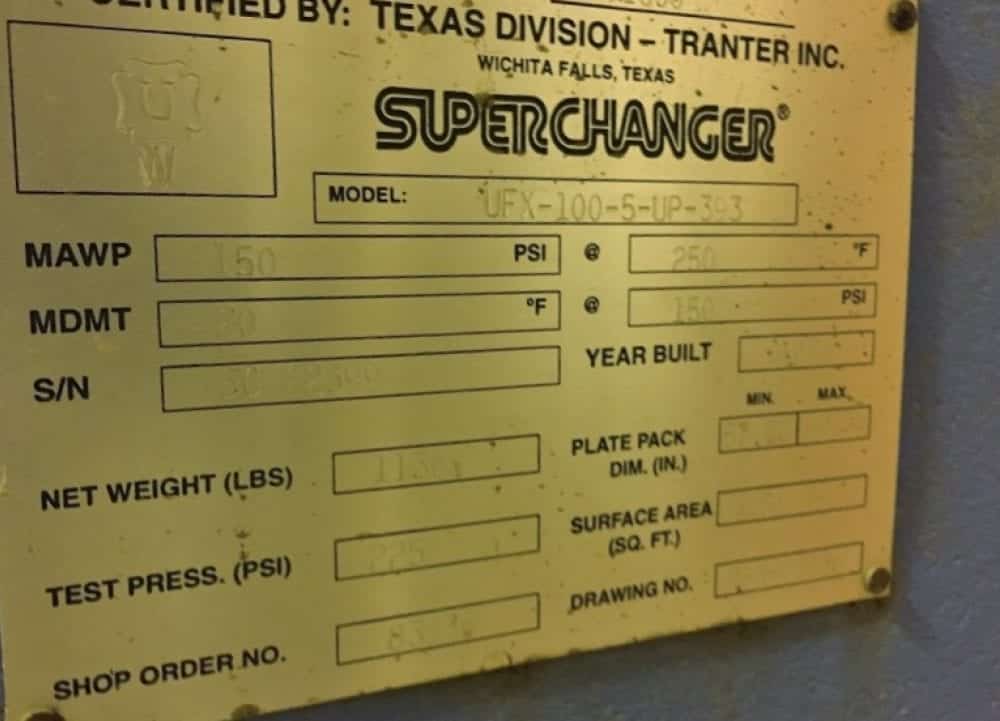 CERTIFIED BY: TEXAS DIVISION – TRANTER INC.
WICHITA FALLS, TEXAS
SUPERCHANGER®
U
W
MODEL: UFX-100-5-UP-393
MAWP 150 PSI @ 250 °F
MDMT °F @ 150 PSI
S/N
YEAR BUILT
MIN. MAX.
NET WEIGHT (LBS)
PLATE PACK
DIM. (IN.)
TEST PRESS. (PSI) 225
SURFACE AREA
(SQ. FT.)
SHOP ORDER NO.
DRAWING NO.